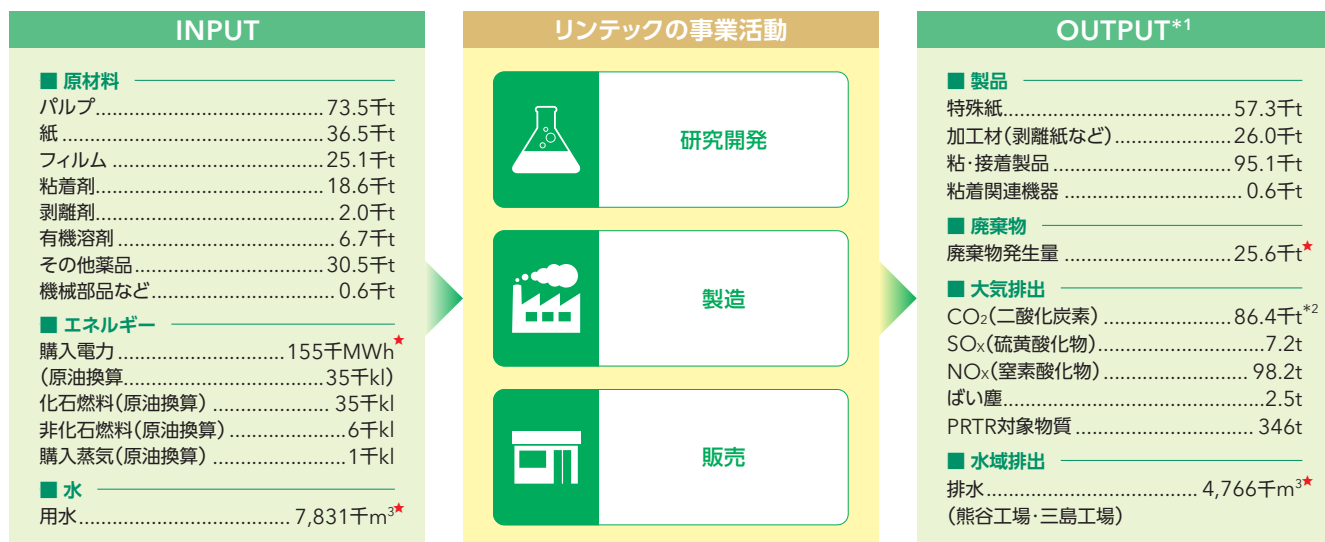 INPUT
■ 原材料
パルプ..............................73.5千t
紙..............................36.5千t
フィルム..............................25.1千t
粘着剤..............................18.6千t
剥離剤..............................2.0千t
有機溶剤..............................6.7千t
その他薬品..............................30.5千t
機械部品など..............................0.6千t
■ エネルギー
購入電力..............................155千MWh★
(原油換算..............................35千kl)
化石燃料(原油換算)....................35千kl
非化石燃料(原油換算)....................6千kl
購入蒸気(原油換算)....................1千kl
■ 水
用水..............................7,831千m³★
リンテックの事業活動
研究開発
製造
販売
OUTPUT*1
■ 製品
特殊紙..............................57.3千t
加工材(剥離紙など)....................26.0千t
粘・接着製品..............................95.1千t
粘着関連機器..............................0.6千t
■ 廃棄物
廃棄物発生量..............................25.6千t★
■ 大気排出
CO₂(二酸化炭素)....................86.4千t*2
SOx(硫黄酸化物)....................7.2t
NOx(窒素酸化物)....................98.2t
ばい塵..............................2.5t
PRTR対象物質..............................346t
■ 水域排出
排水..............................4,766千m³★
(熊谷工場・三島工場)